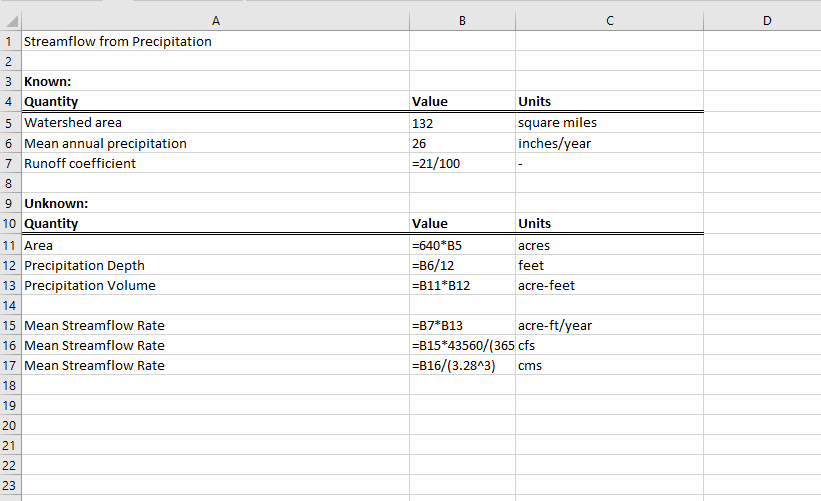 A B C D
1 Streamflow from Precipitation
2
3 Known:
4 Quantity Value Units
5 Watershed area 132 square miles
6 Mean annual precipitation 26 inches/year
7 Runoff coefficient =21/100 -
8
9 Unknown:
10 Quantity Value Units
11 Area =640*B5 acres
12 Precipitation Depth =B6/12 feet
13 Precipitation Volume =B11*B12 acre-feet
14
15 Mean Streamflow Rate =B7*B13 acre-ft/year
16 Mean Streamflow Rate =B15*43560/(365 cfs
17 Mean Streamflow Rate =B16/(3.28^3) cms
18
19
20
21
22
23